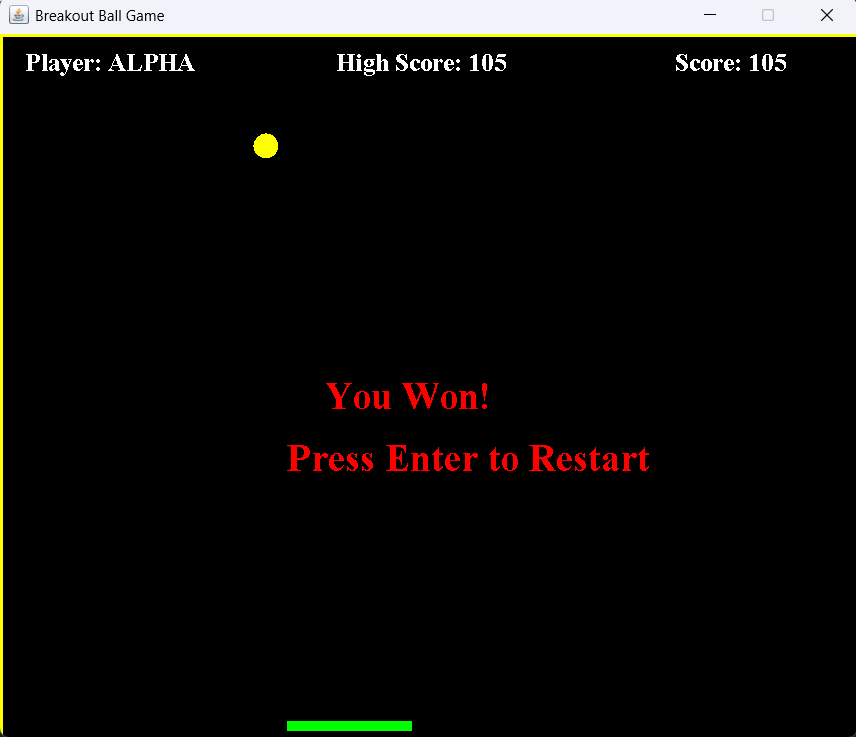 Breakout Ball Game
Player: ALPHA High Score: 105 Score: 105
You Won!
Press Enter to Restart